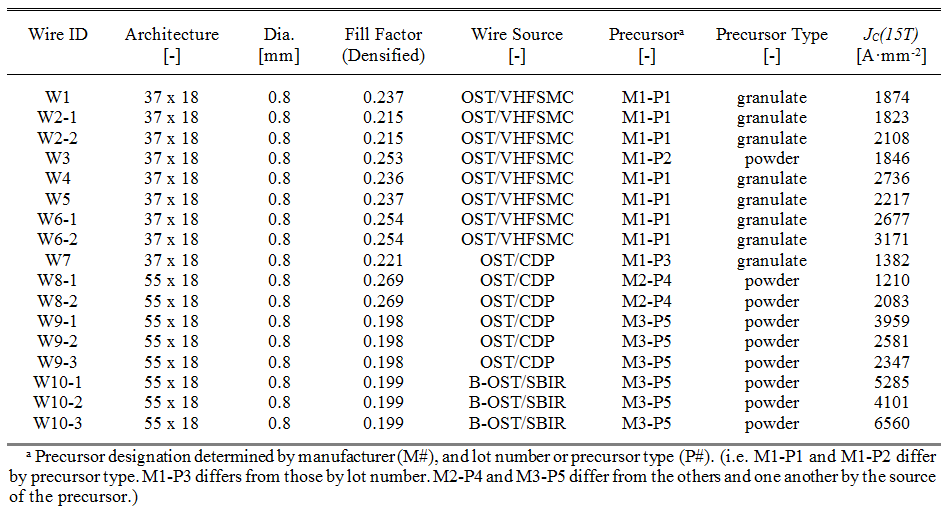 Wire ID Architecture Dia. Fill Factor Wire Source Precursorᵃ Precursor Type Jc(15T)
[-] [mm] (Densified) [-] [-] [-] [A·mm⁻²]
W1 37 x 18 0.8 0.237 OST/VHFSMC M1-P1 granulate 1874
W2-1 37 x 18 0.8 0.215 OST/VHFSMC M1-P1 granulate 1823
W2-2 37 x 18 0.8 0.215 OST/VHFSMC M1-P1 granulate 2108
W3 37 x 18 0.8 0.253 OST/VHFSMC M1-P2 powder 1846
W4 37 x 18 0.8 0.236 OST/VHFSMC M1-P1 granulate 2736
W5 37 x 18 0.8 0.237 OST/VHFSMC M1-P1 granulate 2217
W6-1 37 x 18 0.8 0.254 OST/VHFSMC M1-P1 granulate 2677
W6-2 37 x 18 0.8 0.254 OST/VHFSMC M1-P1 granulate 3171
W7 37 x 18 0.8 0.221 OST/CDP M1-P3 granulate 1382
W8-1 55 x 18 0.8 0.269 OST/CDP M2-P4 powder 1210
W8-2 55 x 18 0.8 0.269 OST/CDP M2-P4 powder 2083
W9-1 55 x 18 0.8 0.198 OST/CDP M3-P5 powder 3959
W9-2 55 x 18 0.8 0.198 OST/CDP M3-P5 powder 2581
W9-3 55 x 18 0.8 0.198 OST/CDP M3-P5 powder 2347
W10-1 55 x 18 0.8 0.199 B-OST/SBIR M3-P5 powder 5285
W10-2 55 x 18 0.8 0.199 B-OST/SBIR M3-P5 powder 4101
W10-3 55 x 18 0.8 0.199 B-OST/SBIR M3-P5 powder 6560
ᵃ Precursor designation determined by manufacturer (M#), and lot number or precursor type (P#). (i.e. M1-P1 and M1-P2 differ
by precursor type. M1-P3 differs from those by lot number. M2-P4 and M3-P5 differ from the others and one another by the source
of the precursor.)